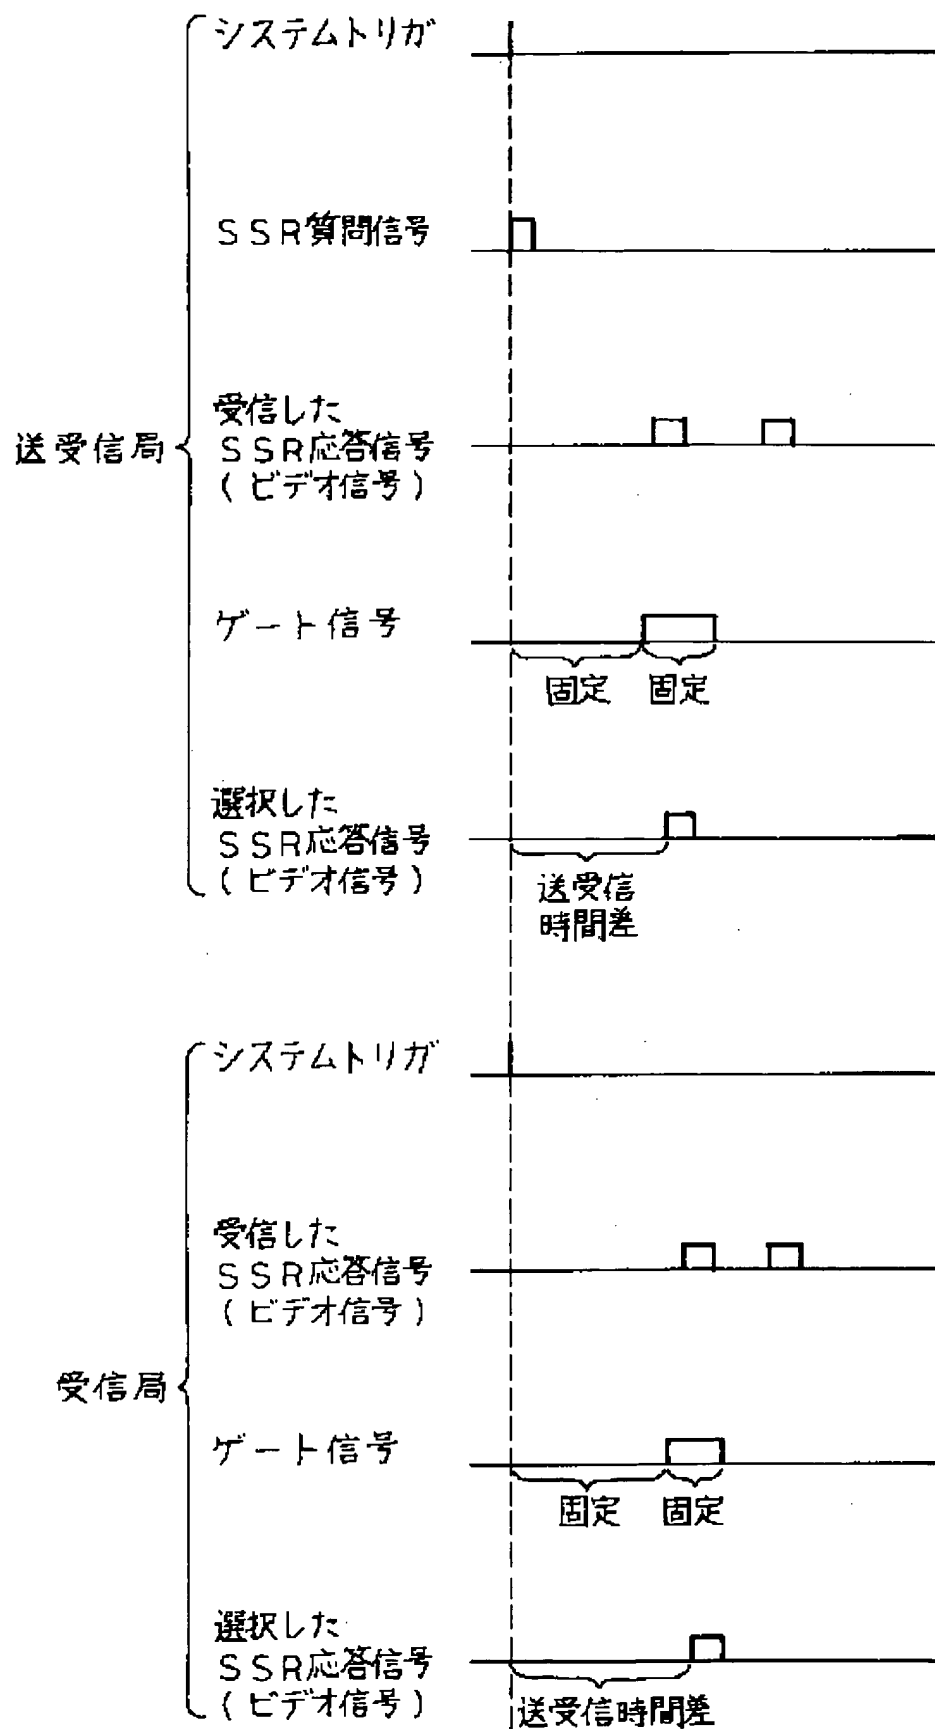 システムトリガ
SSR質問信号
受信した
SSR応答信号
(ビデオ信号)
送受信局
ゲート信号
固定 固定
選択した
SSR応答信号
(ビデオ信号)
送受信
時間差
システムトリガ
受信した
SSR応答信号
(ビデオ信号)
受信局
ゲート信号
固定 固定
選択した
SSR応答信号
(ビデオ信号)
送受信時間差